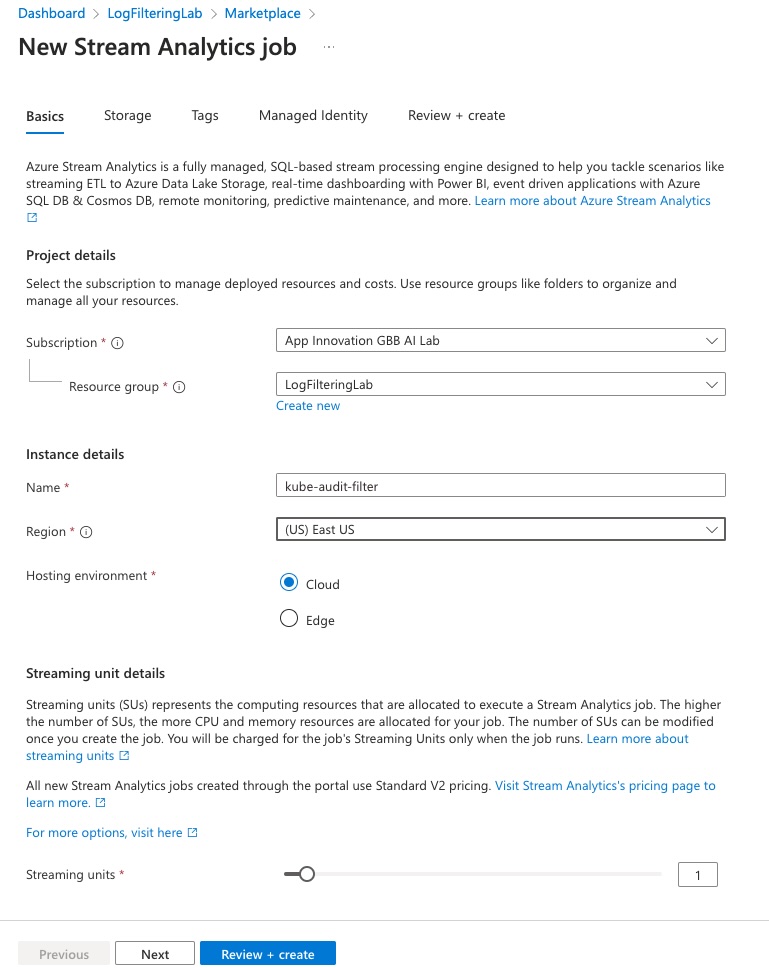 Dashboard > LogFilteringLab > Marketplace >
New Stream Analytics job ...
Basics Storage Tags Managed Identity Review + create
Azure Stream Analytics is a fully managed, SQL-based stream processing engine designed to help you tackle scenarios like
streaming ETL to Azure Data Lake Storage, real-time dashboarding with Power BI, event driven applications with Azure
SQL DB & Cosmos DB, remote monitoring, predictive maintenance, and more. Learn more about Azure Stream Analytics
Project details
Select the subscription to manage deployed resources and costs. Use resource groups like folders to organize and
manage all your resources.
Subscription * App Innovation GBB AI Lab
Resource group * LogFilteringLab
Create new
Instance details
Name * kube-audit-filter
Region * (US) East US
Hosting environment * Cloud
Edge
Streaming unit details
Streaming units (SUs) represents the computing resources that are allocated to execute a Stream Analytics job. The higher
the number of SUs, the more CPU and memory resources are allocated for your job. The number of SUs can be modified
once you create the job. You will be charged for the job's Streaming Units only when the job runs. Learn more about
streaming units
All new Stream Analytics jobs created through the portal use Standard V2 pricing. Visit Stream Analytics's pricing page to
learn more.
For more options, visit here
Streaming units * 1
Previous Next Review + create